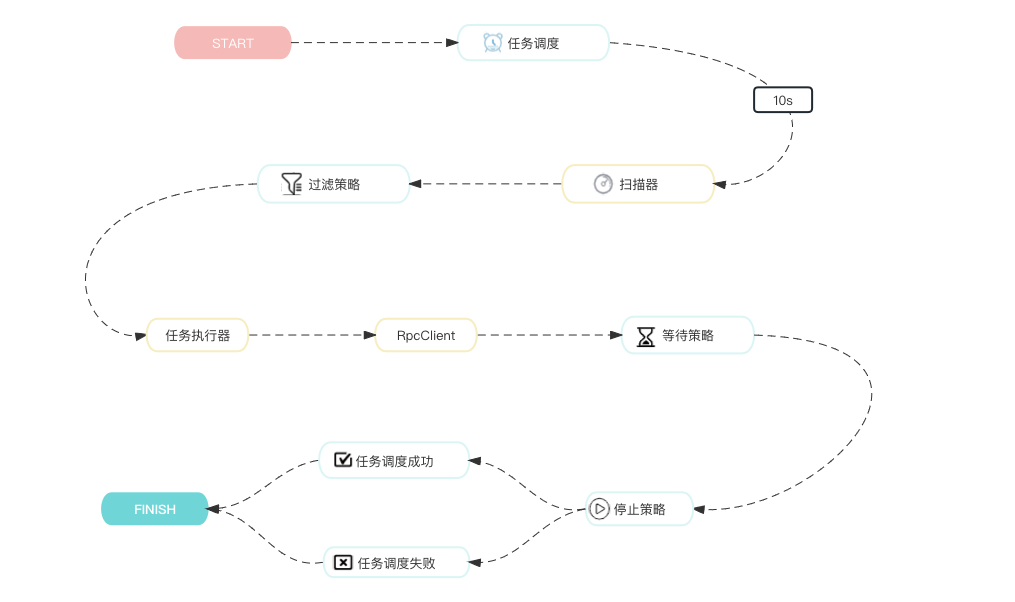 START
任务调度
10s
扫描器
过滤策略
任务执行器
RpcClient
等待策略
停止策略
任务调度成功
任务调度失败
FINISH